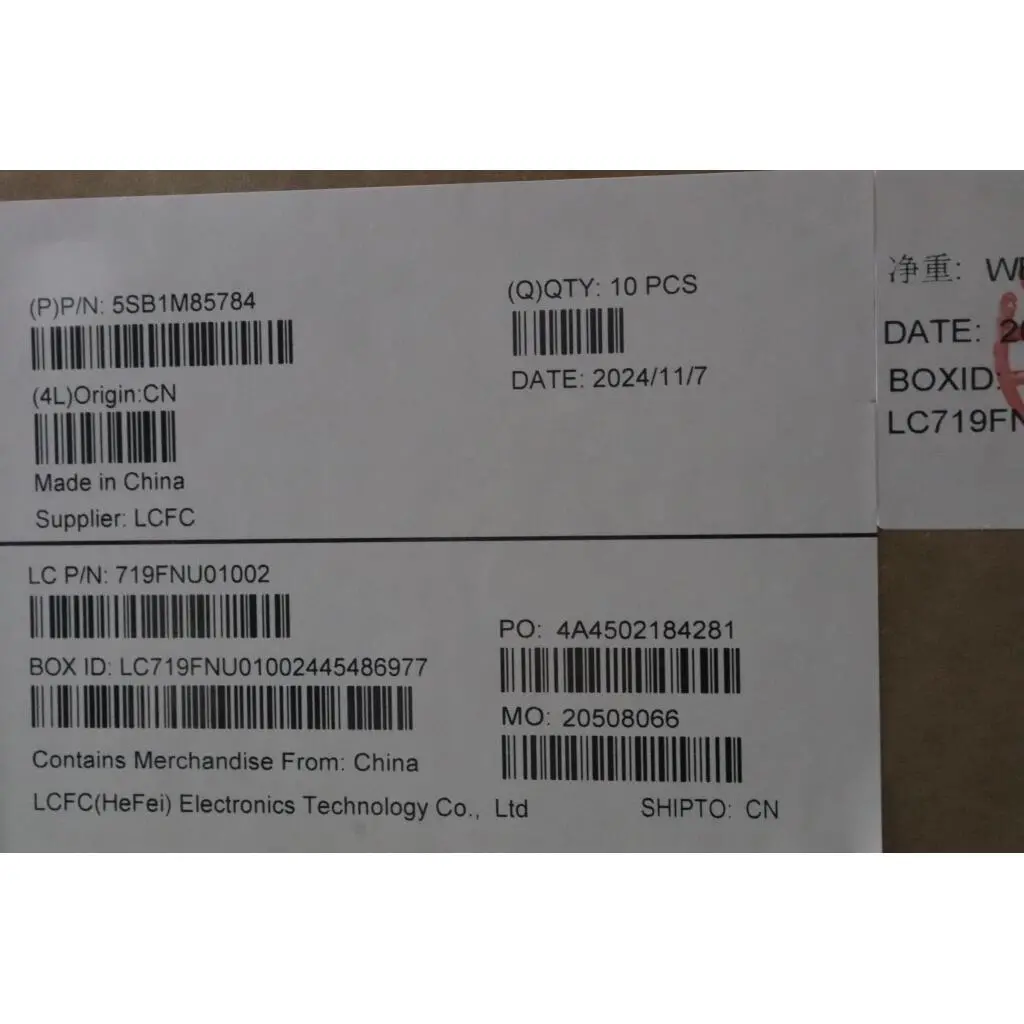 (P)P/N: 5SB1M85784
(Q)QTY: 10 PCS
DATE: 2024/11/7
(4L)Origin:CN
Made in China
Supplier: LCFC
LC P/N: 719FNU01002
BOX ID: LC719FNU01002445486977
PO: 4A4502184281
MO: 20508066
Contains Merchandise From: China
LCFC(HeFei) Electronics Technology Co., Ltd
SHIPTO: CN
净重:
DATE:
BOXID:
LC719FN